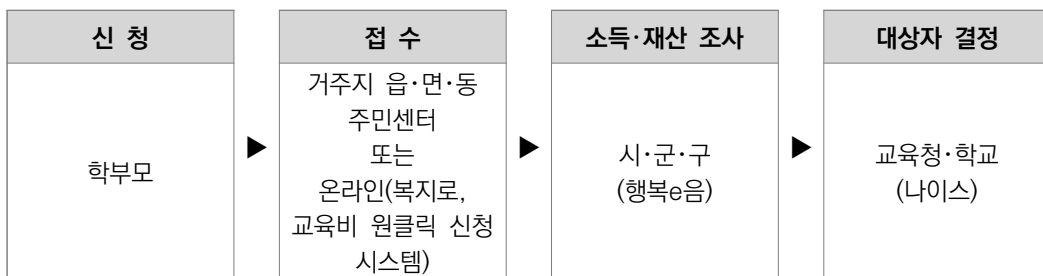 신 청
학부모
▶
접 수
거주지 읍·면·동
주민센터
또는
온라인(복지로,
교육비 원클릭 신청
시스템)
▶
소득·재산 조사
시·군·구
(행복e음)
▶
대상자 결정
교육청·학교
(나이스)